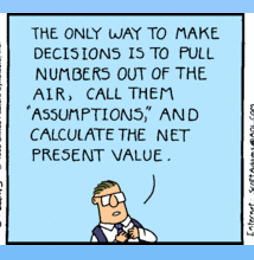 THE ONLY WAY TO MAKE
DECISIONS IS TO PULL
NUMBERS OUT OF THE
AIR, CALL THEM
"ASSUMPTIONS," AND
CALCULATE THE NET
PRESENT VALUE.